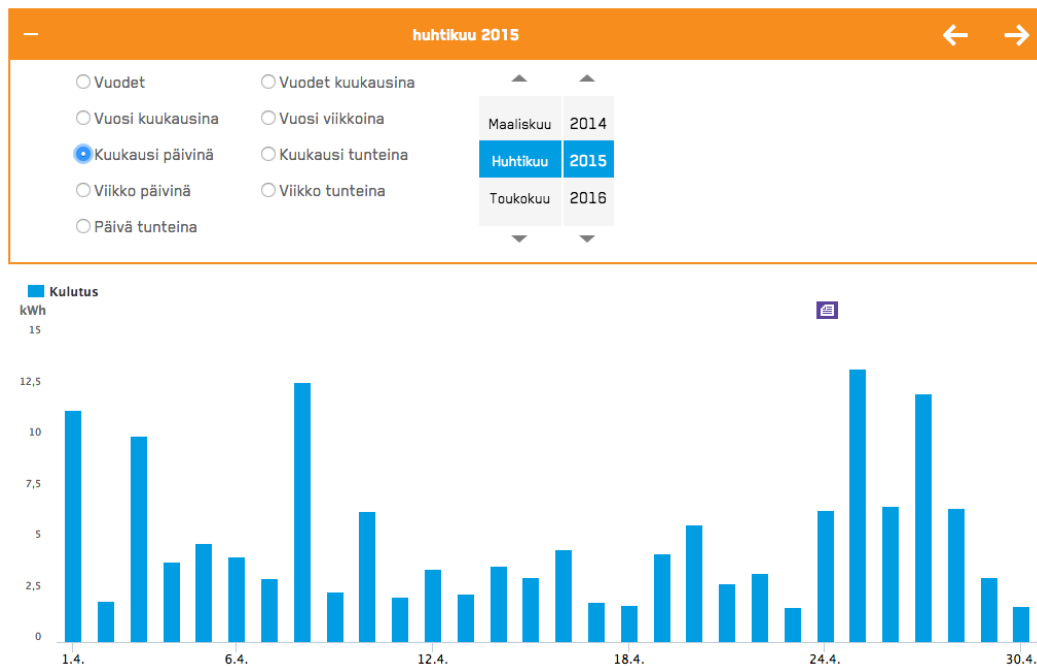 huhtikuu 2015
Vuodet
Vuodet kuukausina
Vuosi kuukausina
Vuosi viikkoina
Kuukausi päivinä
Kuukausi tunteina
Viikko päivinä
Viikko tunteina
Päivä tunteina
Maaliskuu 2014
Huhtikuu 2015
Toukokuu 2016
Kulutus
kWh
15
12,5
10
7,5
5
2,5
0
1.4. 6.4. 12.4. 18.4. 24.4. 30.4.